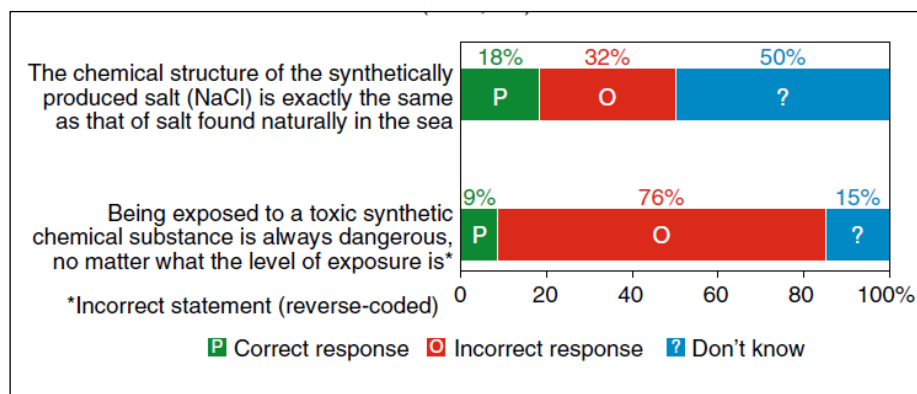 18% 32% 50%
The chemical structure of the synthetically
produced salt (NaCl) is exactly the same
as that of salt found naturally in the sea
P O ?
9% 76% 15%
Being exposed to a toxic synthetic
chemical substance is always dangerous,
no matter what the level of exposure is*
P O ?
*Incorrect statement (reverse-coded)
0 20 40 60 80 100%
P Correct response O Incorrect response ? Don't know